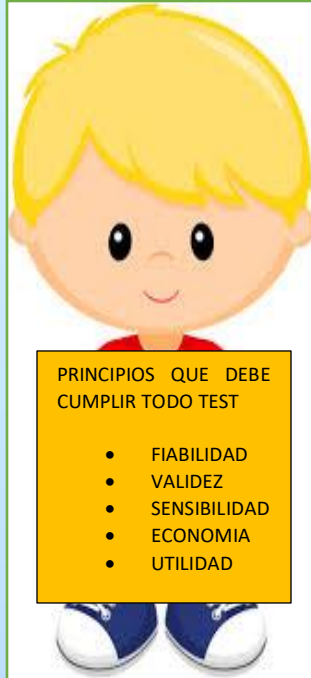 PRINCIPIOS QUE DEBE
CUMPLIR TODO TEST
• FIABILIDAD
• VALIDEZ
• SENSIBILIDAD
• ECONOMIA
• UTILIDAD